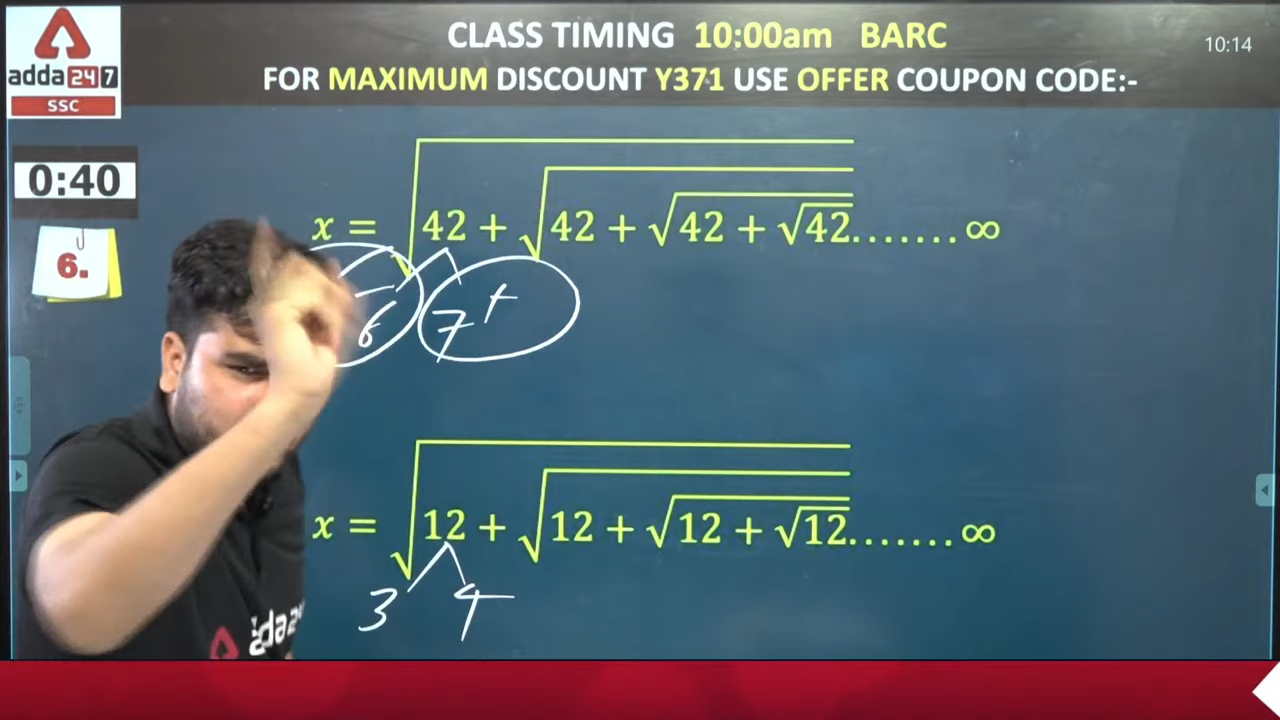 CLASS TIMING 10:00am BARC
10:14
FOR MAXIMUM DISCOUNT Y371 USE OFFER COUPON CODE:-
adda247
SSC
0:40
6.
x = √(42 + √(42 + √(42 + √42....... ∞
- 6 7 +
x = √(12 + √(12 + √(12 + √12....... ∞
3 4